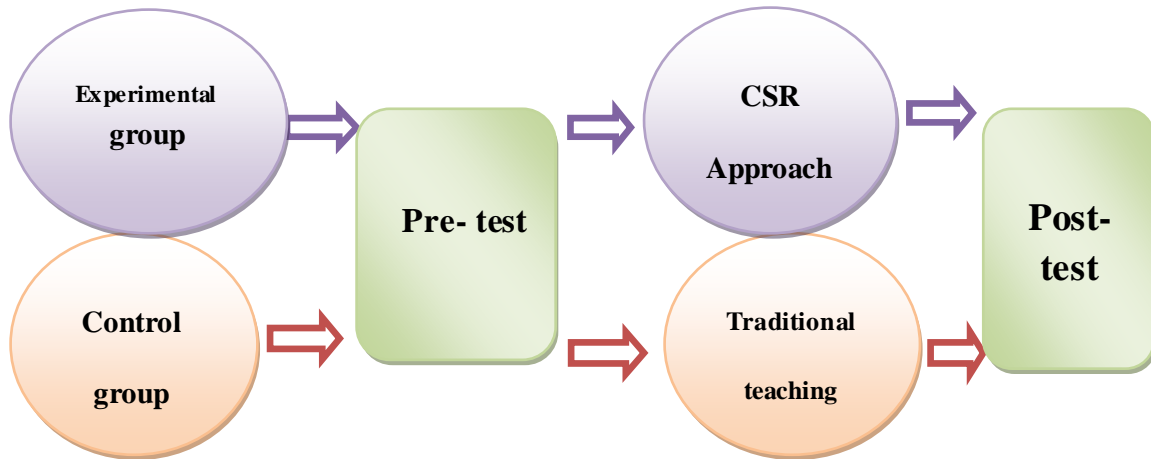 Experimental
group
Pre- test
CSR
Approach
Post-
test
Control
group
Traditional
teaching